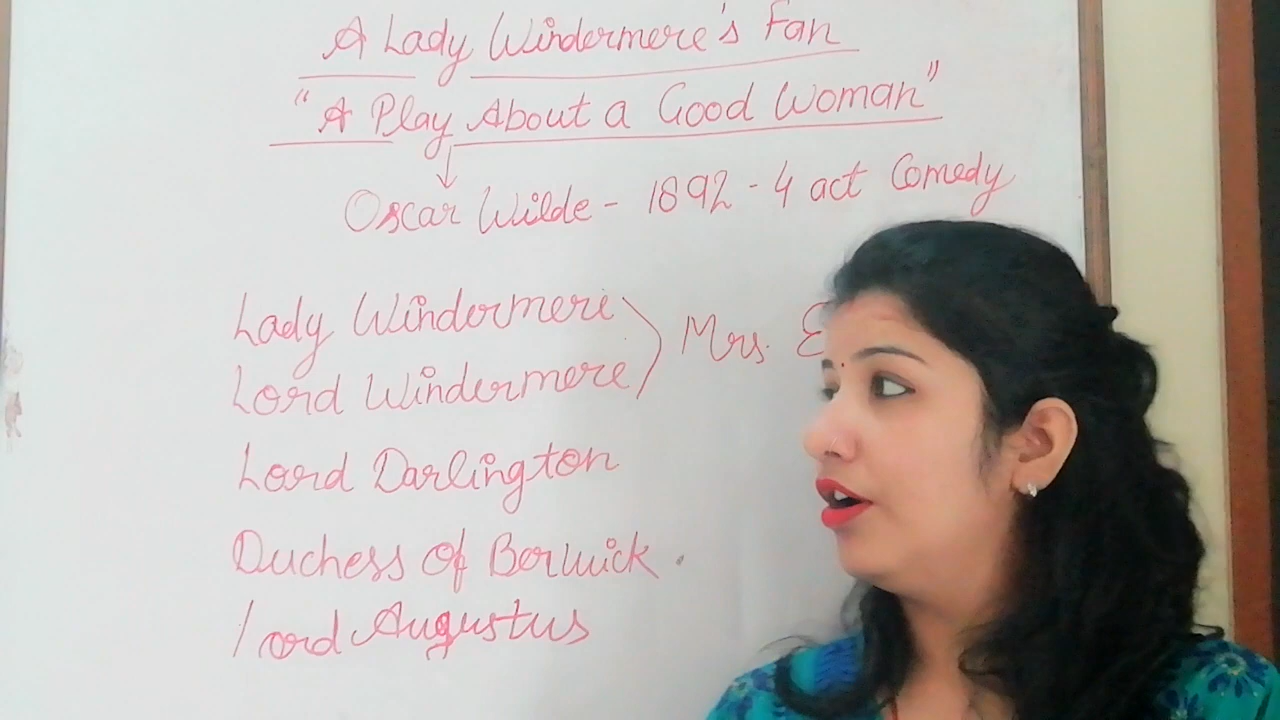 A Lady Windermere's Fan
"A Play About a Good Woman"
Oscar Wilde - 1892 - 4 act Comedy
Lady Windermere
Mrs. E
Lord Windermere
Lord Darlington
Duchess of Berwick.
Lord Augustus